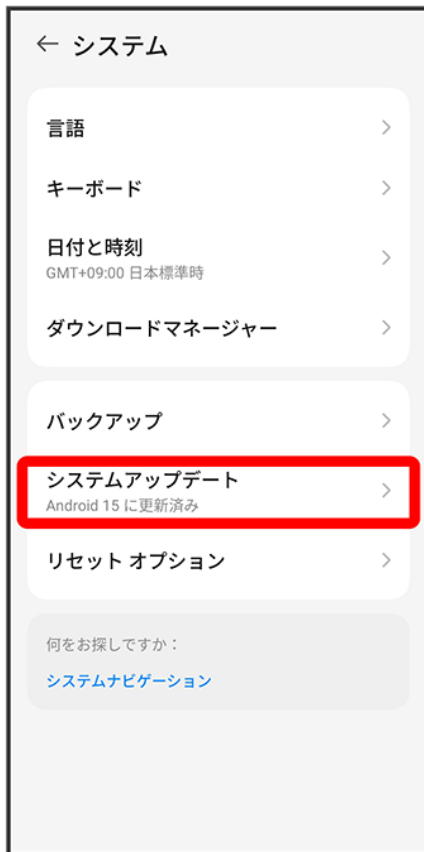 システム
言語
キーボード
日付と時刻
GMT+09:00 日本標準時
ダウンロードマネージャー
バックアップ
システムアップデート
Android 15 に更新済み
リセット オプション
何をお探しですか：
システムナビゲーション